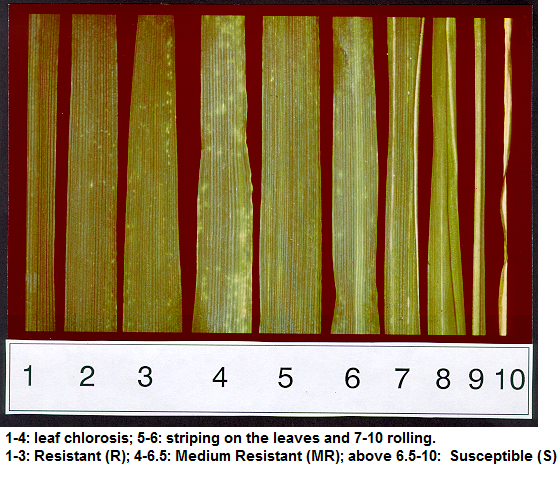 1 2 3 4 5 6 7 8 9 10
1-4: leaf chlorosis; 5-6: striping on the leaves and 7-10 rolling.
1-3: Resistant (R); 4-6.5: Medium Resistant (MR); above 6.5-10:  Susceptible (S)